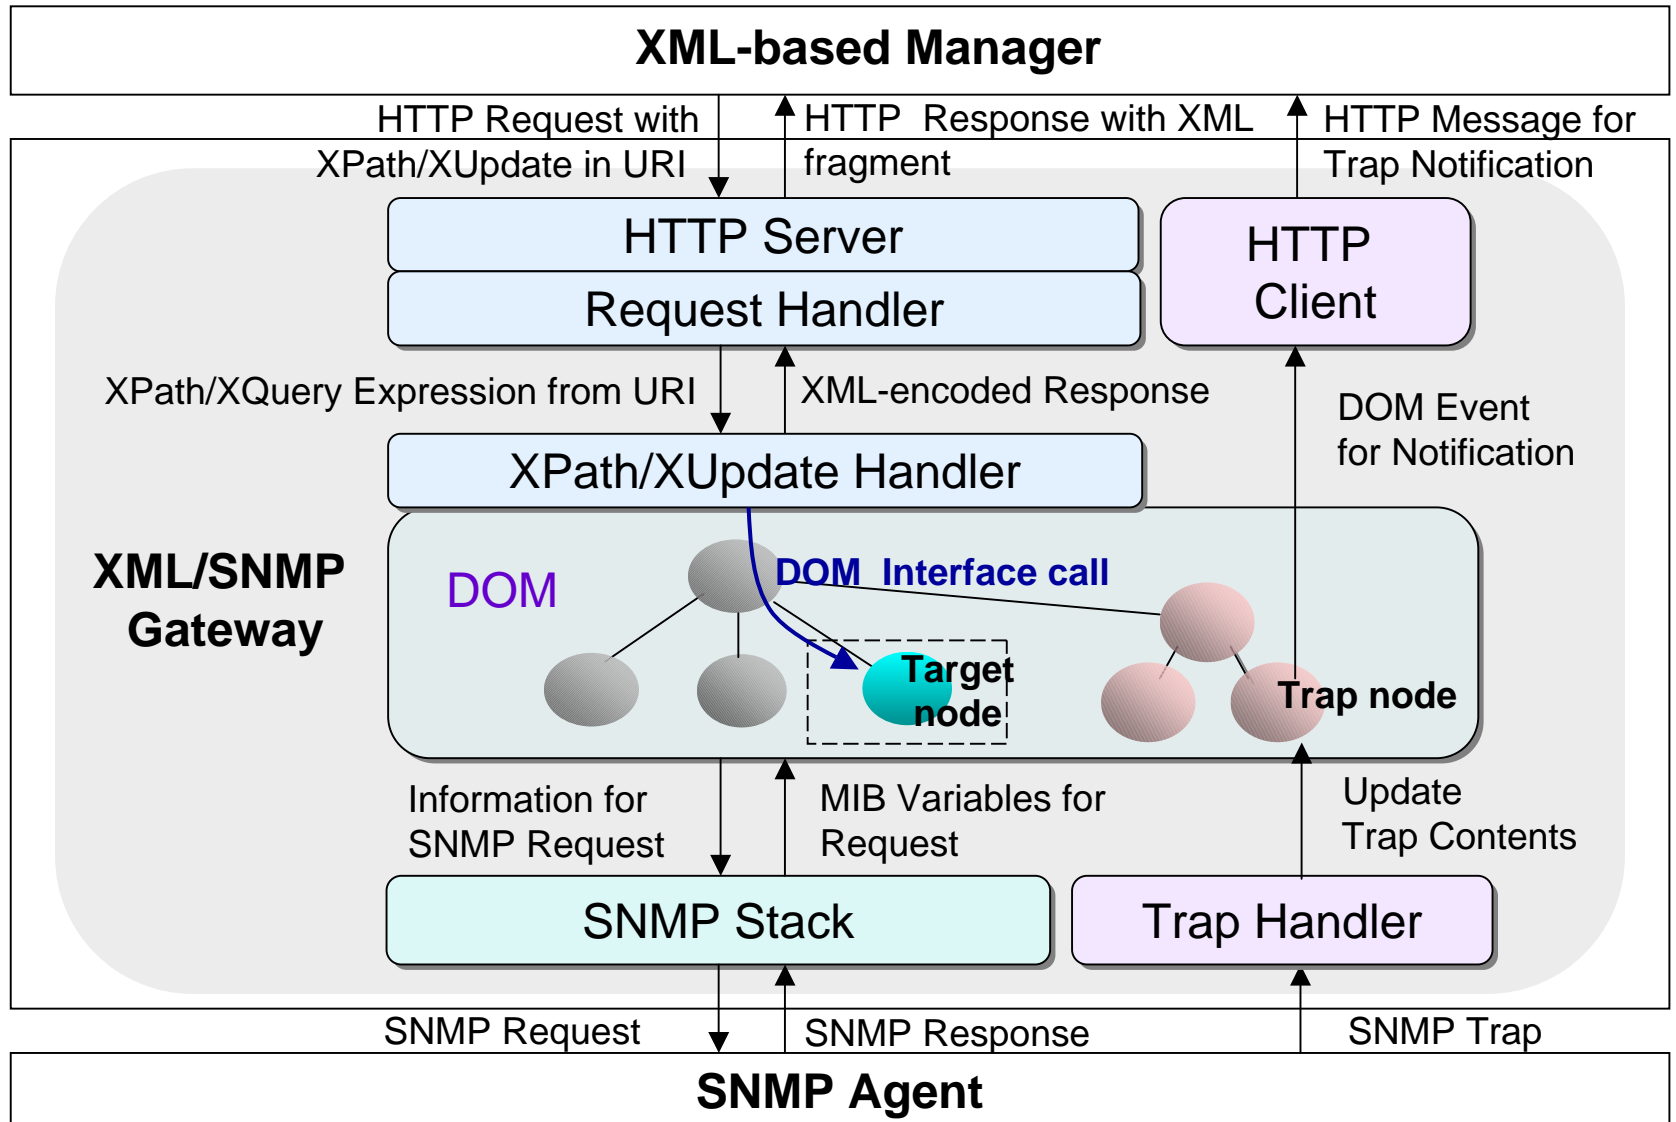 XML-based Manager
HTTP Request with
XPath/XUpdate in URI
HTTP Response with XML
fragment
HTTP Message for
Trap Notification
HTTP Server
Request Handler
HTTP
Client
XPath/XQuery Expression from URI
XML-encoded Response
DOM Event
for Notification
XPath/XUpdate Handler
XML/SNMP
Gateway
DOM
DOM Interface call
Target
node
Trap node
Information for
SNMP Request
MIB Variables for
Request
Update
Trap Contents
SNMP Stack
Trap Handler
SNMP Request
SNMP Response
SNMP Trap
SNMP Agent